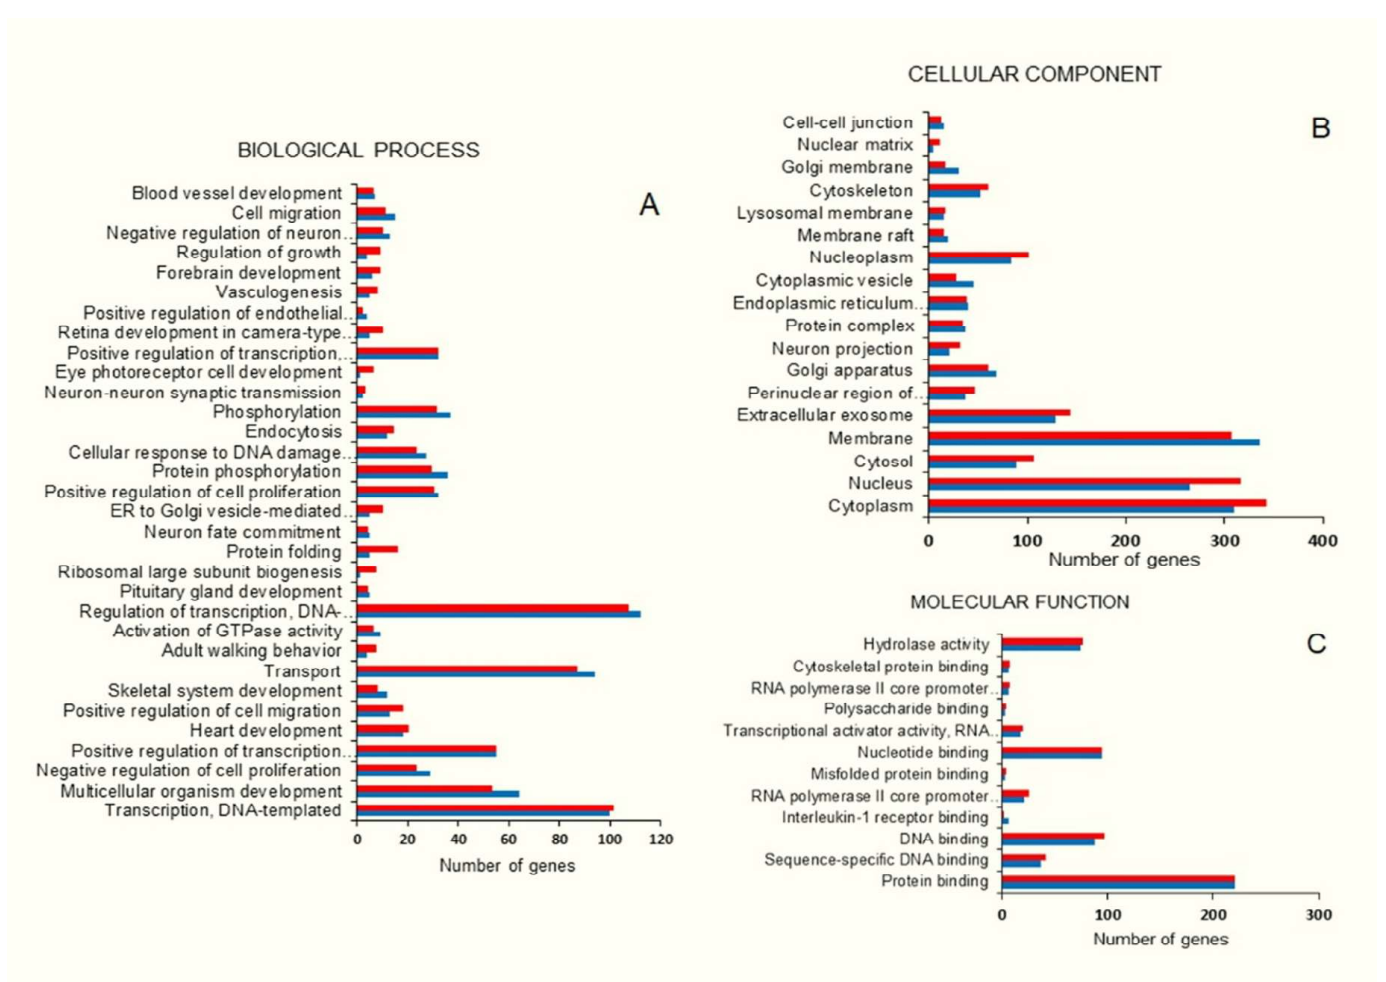 BIOLOGICAL PROCESS
A
Blood vessel development
Cell migration
Negative regulation of neuron...
Regulation of growth
Forebrain development
Vasculogenesis
Positive regulation of endothelial...
Retina development in camera-type...
Positive regulation of transcription,...
Eye photoreceptor cell development
Neuron-neuron synaptic transmission
Phosphorylation
Endocytosis
Cellular response to DNA damage...
Protein phosphorylation
Positive regulation of cell proliferation
ER to Golgi vesicle-mediated...
Neuron fate commitment
Protein folding
Ribosomal large subunit biogenesis
Pituitary gland development
Regulation of transcription, DNA-...
Activation of GTPase activity
Adult walking behavior
Transport
Skeletal system development
Positive regulation of cell migration
Heart development
Positive regulation of transcription...
Negative regulation of cell proliferation
Multicellular organism development
Transcription, DNA-templated
0 20 40 60 80 100 120
Number of genes
CELLULAR COMPONENT
B
Cell-cell junction
Nuclear matrix
Golgi membrane
Cytoskeleton
Lysosomal membrane
Membrane raft
Nucleoplasm
Cytoplasmic vesicle
Endoplasmic reticulum...
Protein complex
Neuron projection
Golgi apparatus
Perinuclear region of...
Extracellular exosome
Membrane
Cytosol
Nucleus
Cytoplasm
0 100 200 300 400
Number of genes
MOLECULAR FUNCTION
C
Hydrolase activity
Cytoskeletal protein binding
RNA polymerase II core promoter...
Polysaccharide binding
Transcriptional activator activity, RNA...
Nucleotide binding
Misfolded protein binding
RNA polymerase II core promoter...
Interleukin-1 receptor binding
DNA binding
Sequence-specific DNA binding
Protein binding
0 100 200 300
Number of genes